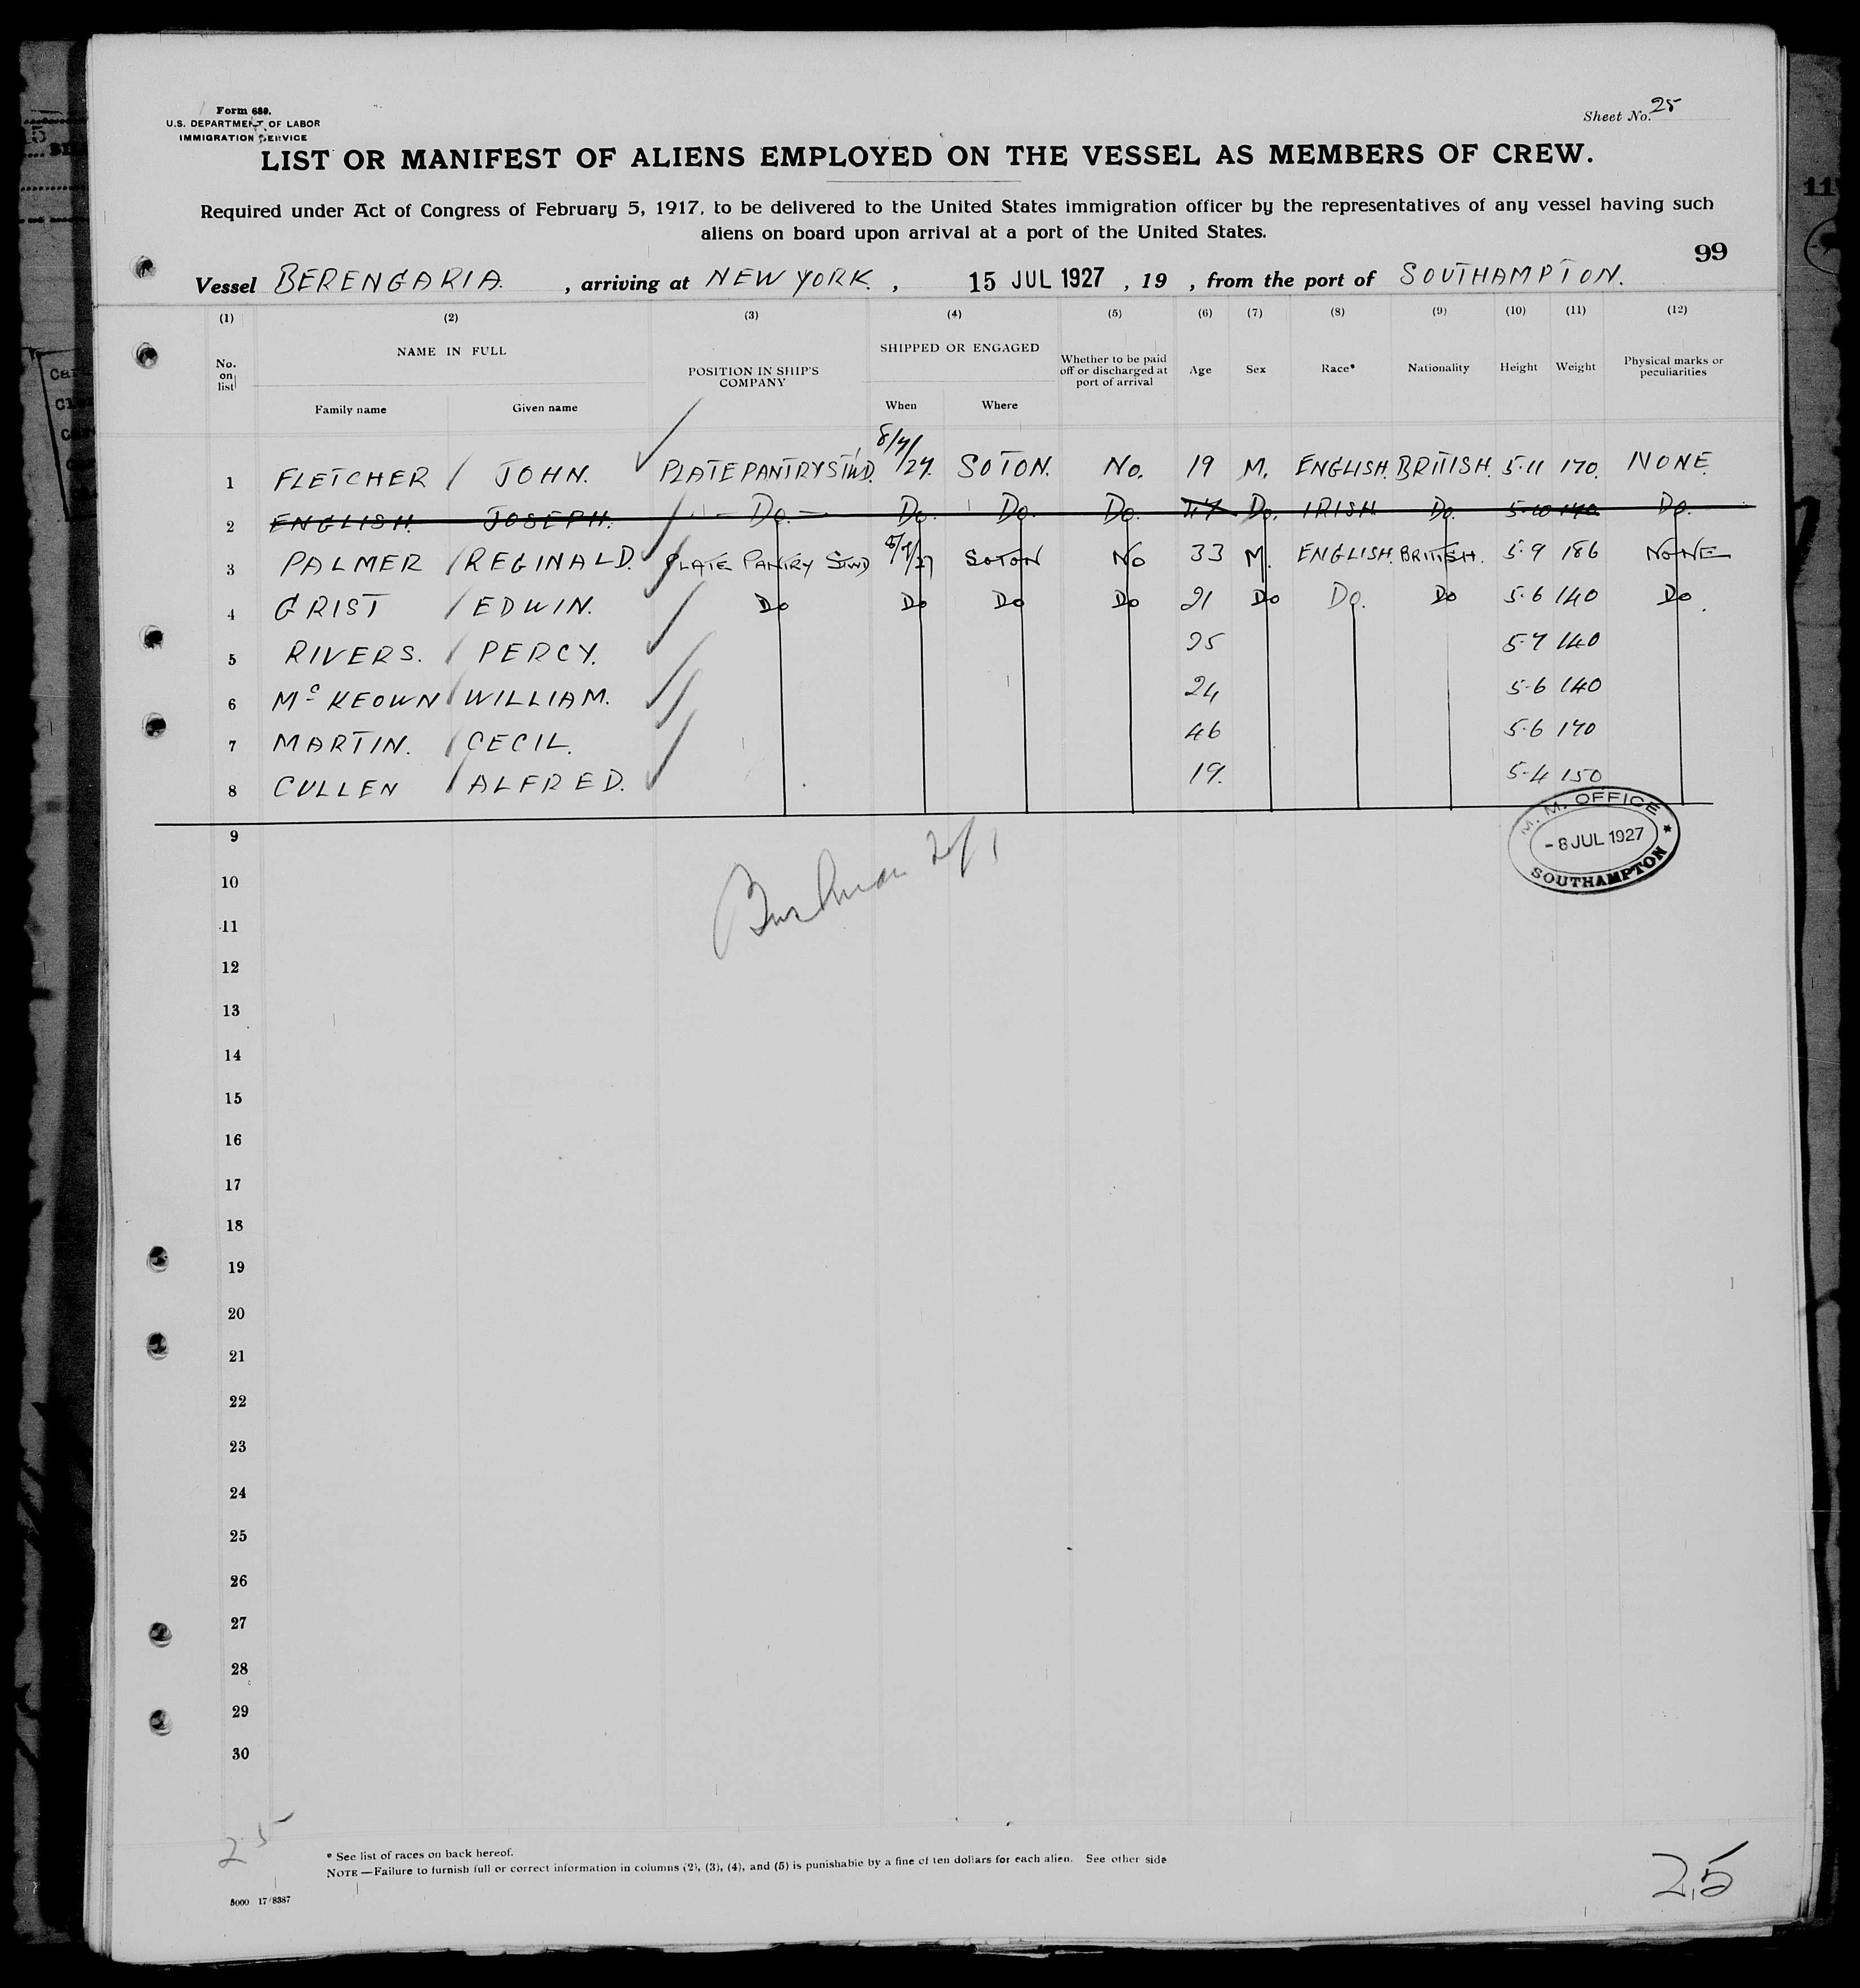 Form 680.
U.S. DEPARTMENT OF LABOR
IMMIGRATION SERVICE
Sheet No. 25
LIST OR MANIFEST OF ALIENS EMPLOYED ON THE VESSEL AS MEMBERS OF CREW.
Required under Act of Congress of February 5, 1917, to be delivered to the United States immigration officer by the representatives of any vessel having such
aliens on board upon arrival at a port of the United States.
99
Vessel BERENGARIA. , arriving at NEW YORK. , 15 JUL 1927 , 19 , from the port of SOUTHAMPTON.
(1) (2) (3) (4) (5) (6) (7) (8) (9) (10) (11) (12)
No. on list NAME IN FULL POSITION IN SHIP'S COMPANY SHIPPED OR ENGAGED Whether to be paid off or discharged at port of arrival Age Sex Race* Nationality Height Weight Physical marks or peculiarities
Family name Given name When Where
1 FLETCHER / JOHN. PLATE PANTRY STWD. 8/7/27. SOTON. No. 19 M. ENGLISH. BRITISH. 5-11 170. NONE.
2 ENGLISH. JOSEPH. — Do. — Do. Do. Do. Do. IRISH Do. 5-10 140 Do.
3 PALMER / REGINALD. PLATE PANTRY STWD 8/7/27 SOTON No 33 M. ENGLISH. BRITISH. 5-9 186 NONE
4 GRIST / EDWIN. Do Do Do Do 21 Do Do. Do 5-6 140 Do.
5 RIVERS. / PERCY. 25 5-7 140
6 McKEOWN / WILLIAM. 24 5-6 140
7 MARTIN. / CECIL. 46 5-6 170
8 CULLEN / ALFRED. 19. 5-4 150
M. M. OFFICE
-8 JUL 1927
SOUTHAMPTON
9
10
11
12
13
14
15
16
17
18
19
20
21
22
23
24
25
26
27
28
29
30
25
* See list of races on back hereof.
NOTE—Failure to furnish full or correct information in columns (2), (3), (4), and (5) is punishable by a fine of ten dollars for each alien. See other side
5000 17/8387
25